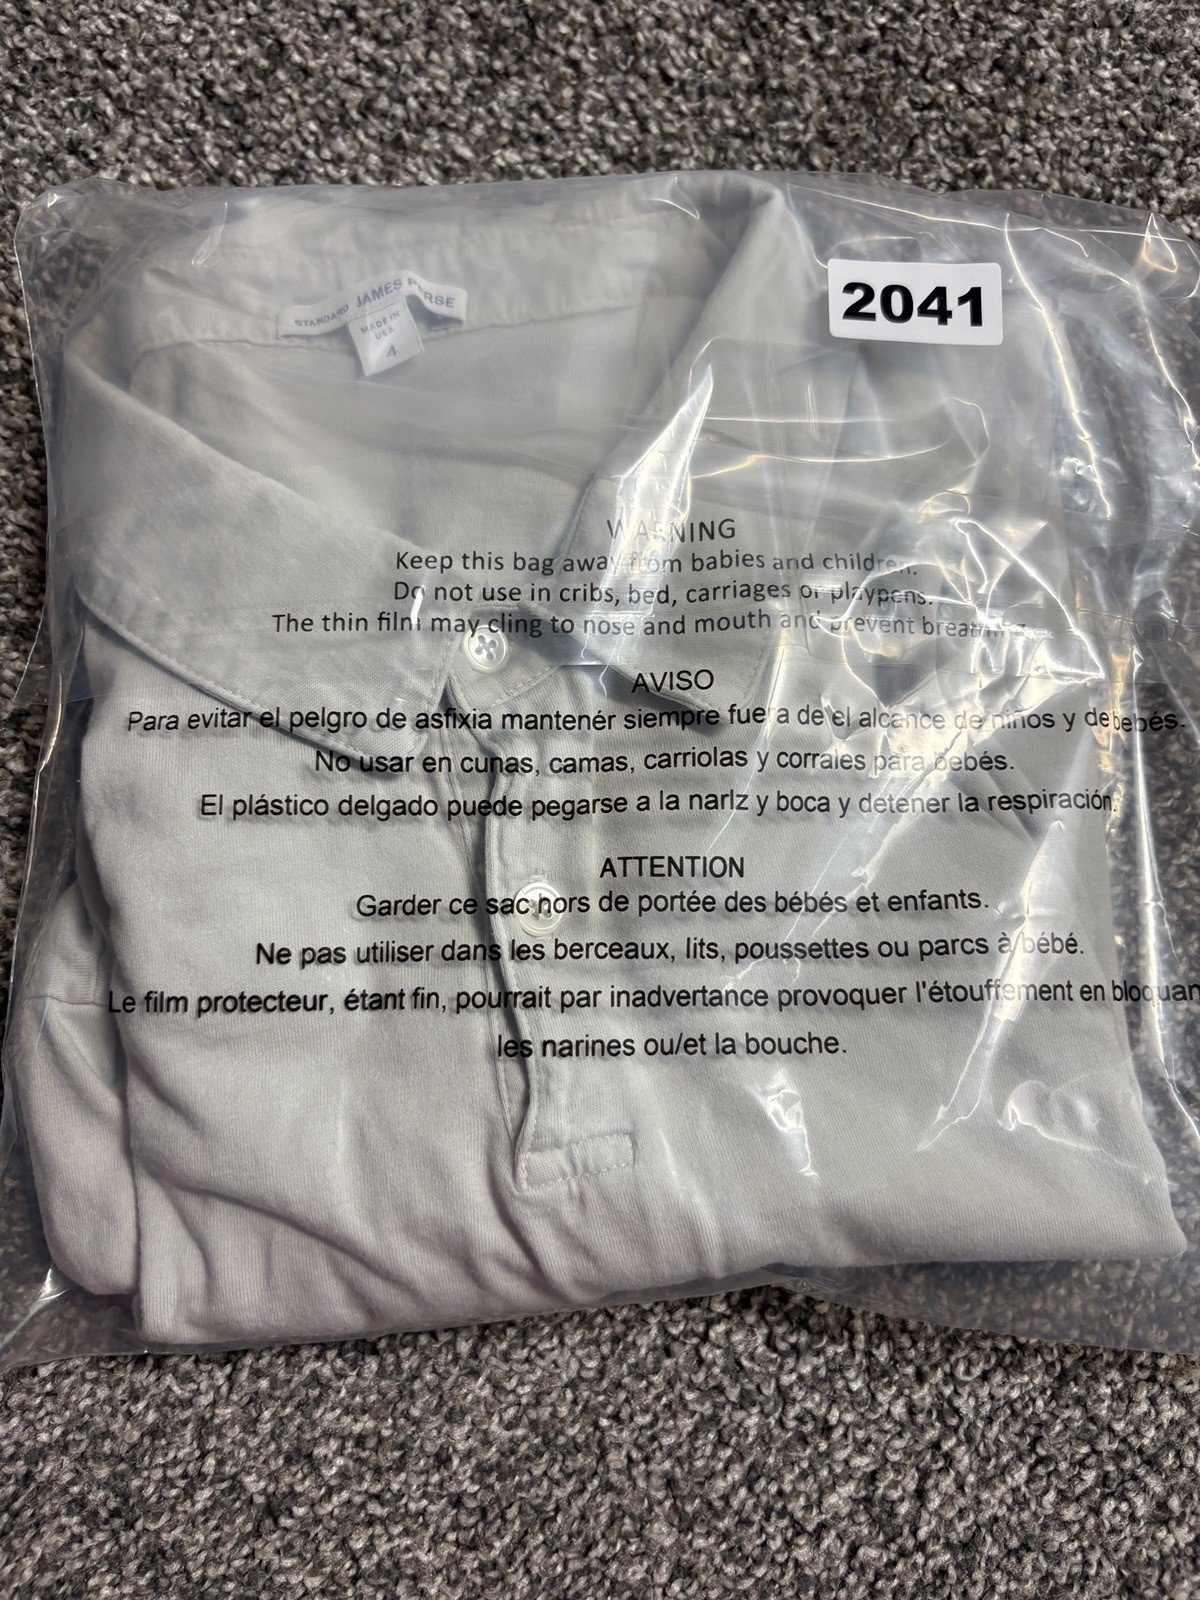 STANDARD JAMES PERSE
MADE IN
USA
4
2041
WARNING
Keep this bag away from babies and children.
Do not use in cribs, bed, carriages or playpens.
The thin film may cling to nose and mouth and prevent breathing.
AVISO
Para evitar el pelgro de asfixia mantenér siempre fuera de el alcance de niños y de bebés.
No usar en cunas, camas, carriolas y corrales para bebés.
El plástico delgado puede pegarse a la narlz y boca y detener la respiración.
ATTENTION
Garder ce sac hors de portée des bébés et enfants.
Ne pas utiliser dans les berceaux, lits, poussettes ou parcs à bébé.
Le film protecteur, étant fin, pourrait par inadvertance provoquer l'étouffement en bloquan
les narines ou/et la bouche.